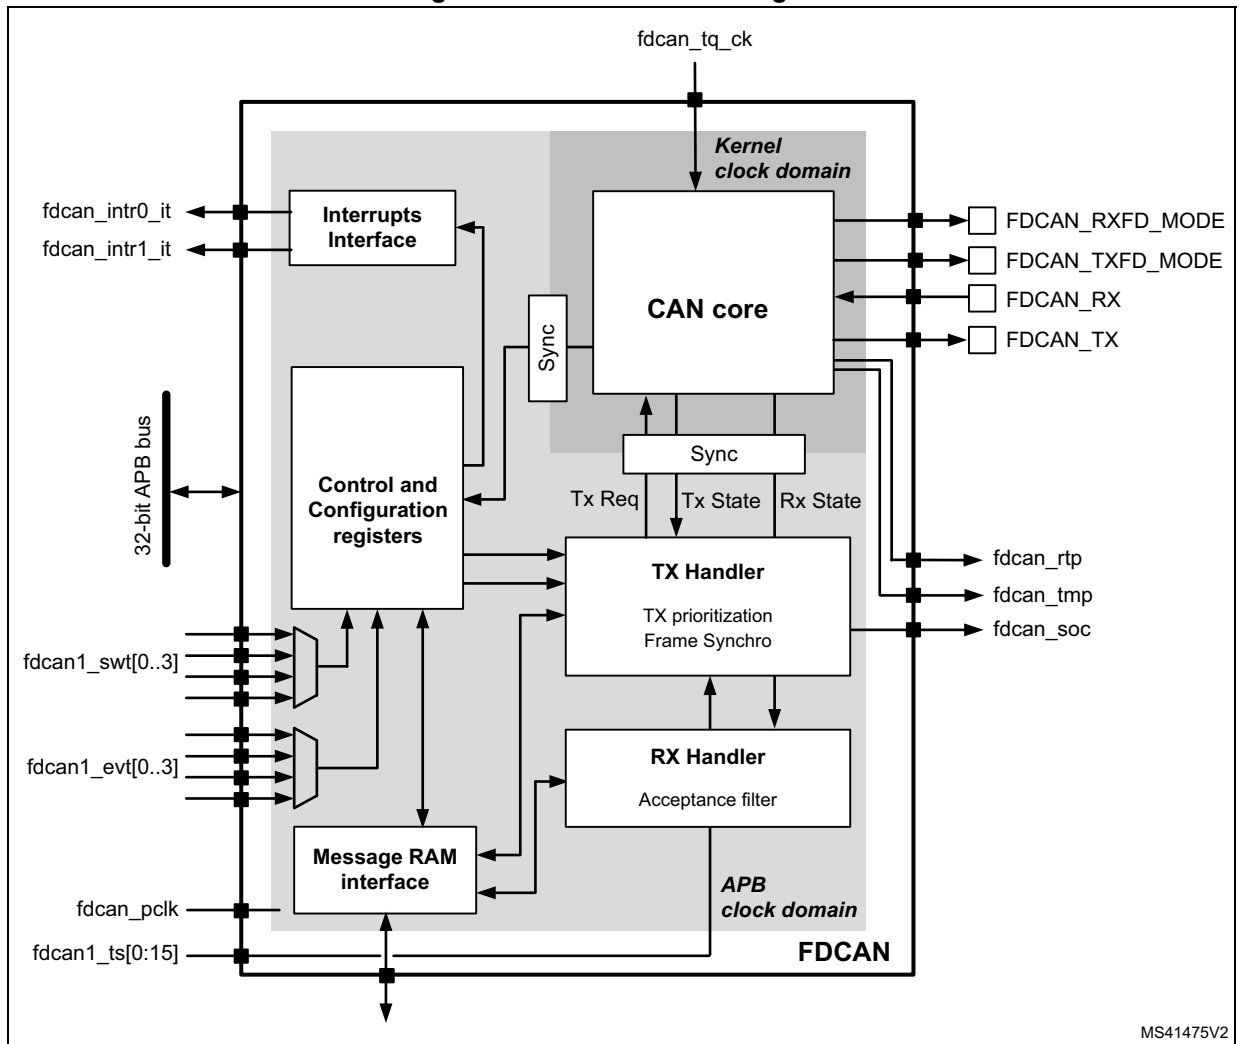 fdcan_tq_ck
Kernel
clock domain
fdcan_intr0_it
fdcan_intr1_it
Interrupts
Interface
CAN core
FDCAN_RXFD_MODE
FDCAN_TXFD_MODE
FDCAN_RX
FDCAN_TX
Sync
Sync
32-bit APB bus
Control and
Configuration
registers
Tx Req
Tx State
Rx State
TX Handler
TX prioritization
Frame Synchro
fdcan_rtp
fdcan_tmp
fdcan_soc
fdcan1_swt[0..3]
fdcan1_evt[0..3]
RX Handler
Acceptance filter
Message RAM
interface
APB
clock domain
fdcan_pclk
fdcan1_ts[0:15]
FDCAN
MS41475V2